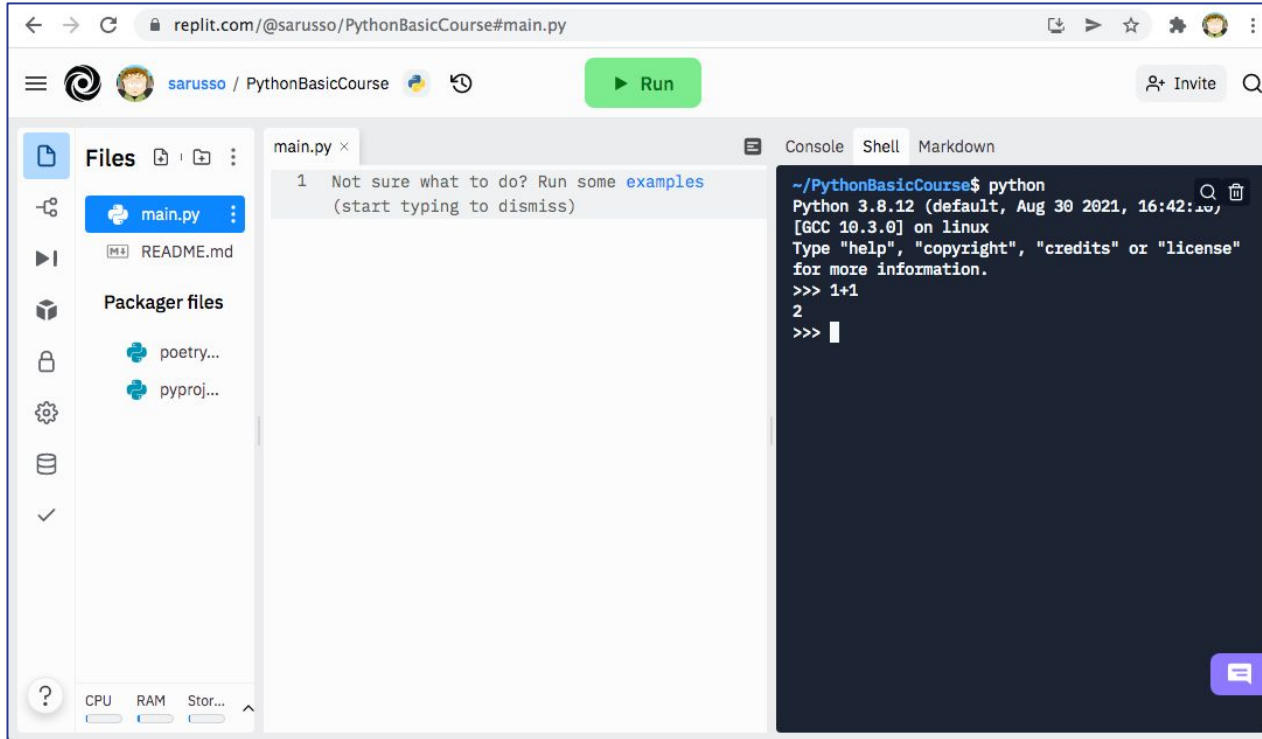 replit.com/@sarusso/PythonBasicCourse#main.py
sarusso / PythonBasicCourse
Run
Invite
Files
main.py
README.md
Packager files
poetry...
pyproj...
CPU RAM Stor...
main.py ×
1 Not sure what to do? Run some examples
(start typing to dismiss)
Console Shell Markdown
~/PythonBasicCourse$ python
Python 3.8.12 (default, Aug 30 2021, 16:42:
[GCC 10.3.0] on linux
Type "help", "copyright", "credits" or "license"
for more information.
>>> 1+1
2
>>>